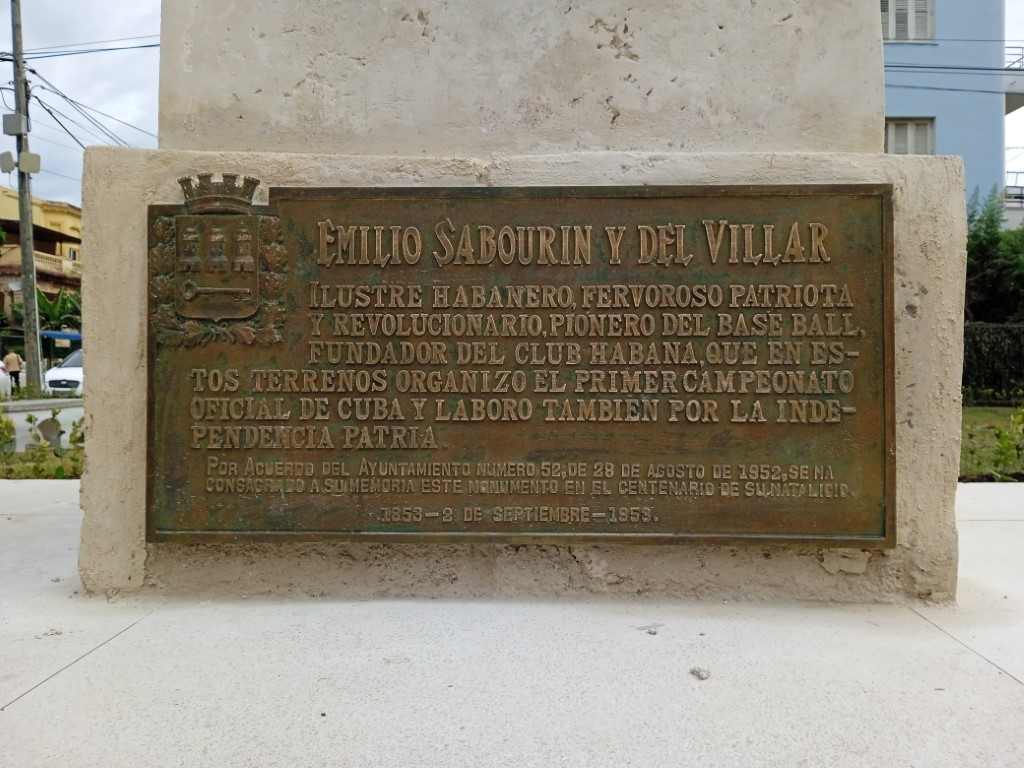 EMILIO SABOURIN Y DEL VILLAR
ILUSTRE HABANERO, FERVOROSO PATRIOTA
Y REVOLUCIONARIO, PIONERO DEL BASE BALL,
FUNDADOR DEL CLUB HABANA, QUE EN ES-
TOS TERRENOS ORGANIZO EL PRIMER CAMPEONATO
OFICIAL DE CUBA Y LABORO TAMBIEN POR LA INDE-
PENDENCIA PATRIA
POR ACUERDO DEL AYUNTAMIENTO NUMERO 52, DE 28 DE AGOSTO DE 1952, SE HA
CONSAGRADO A SU MEMORIA ESTE MONUMENTO EN EL CENTENARIO DE SU NATALICIO.
1853-2 DE SEPTIEMBRE-1953.